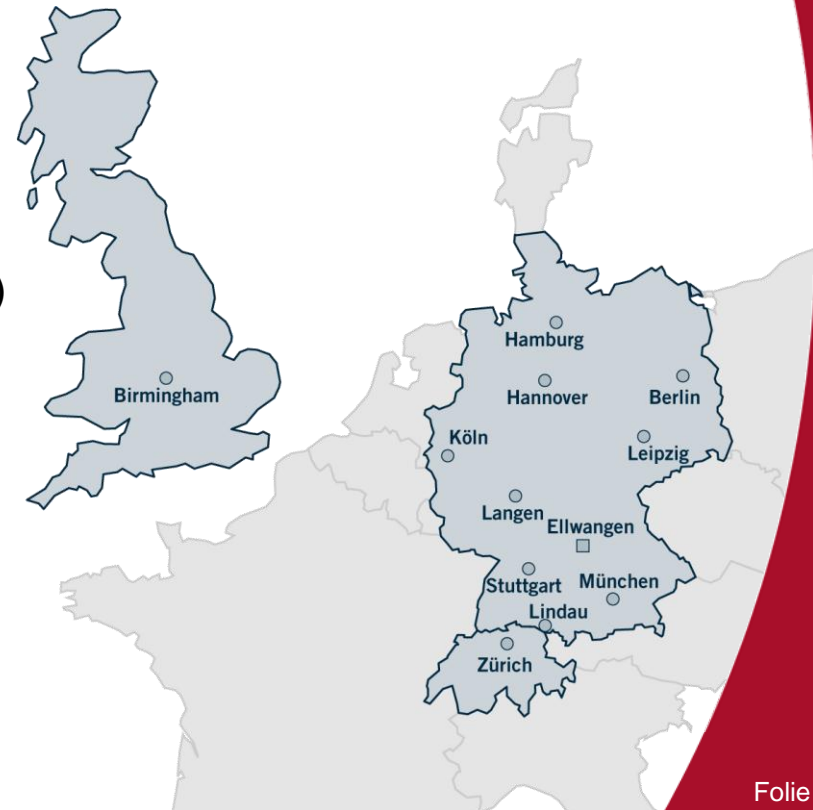 Hamburg
Birmingham
Hannover
Berlin
Köln
Leipzig
Langen
Ellwangen
Stuttgart
München
Lindau
Zürich
Folie